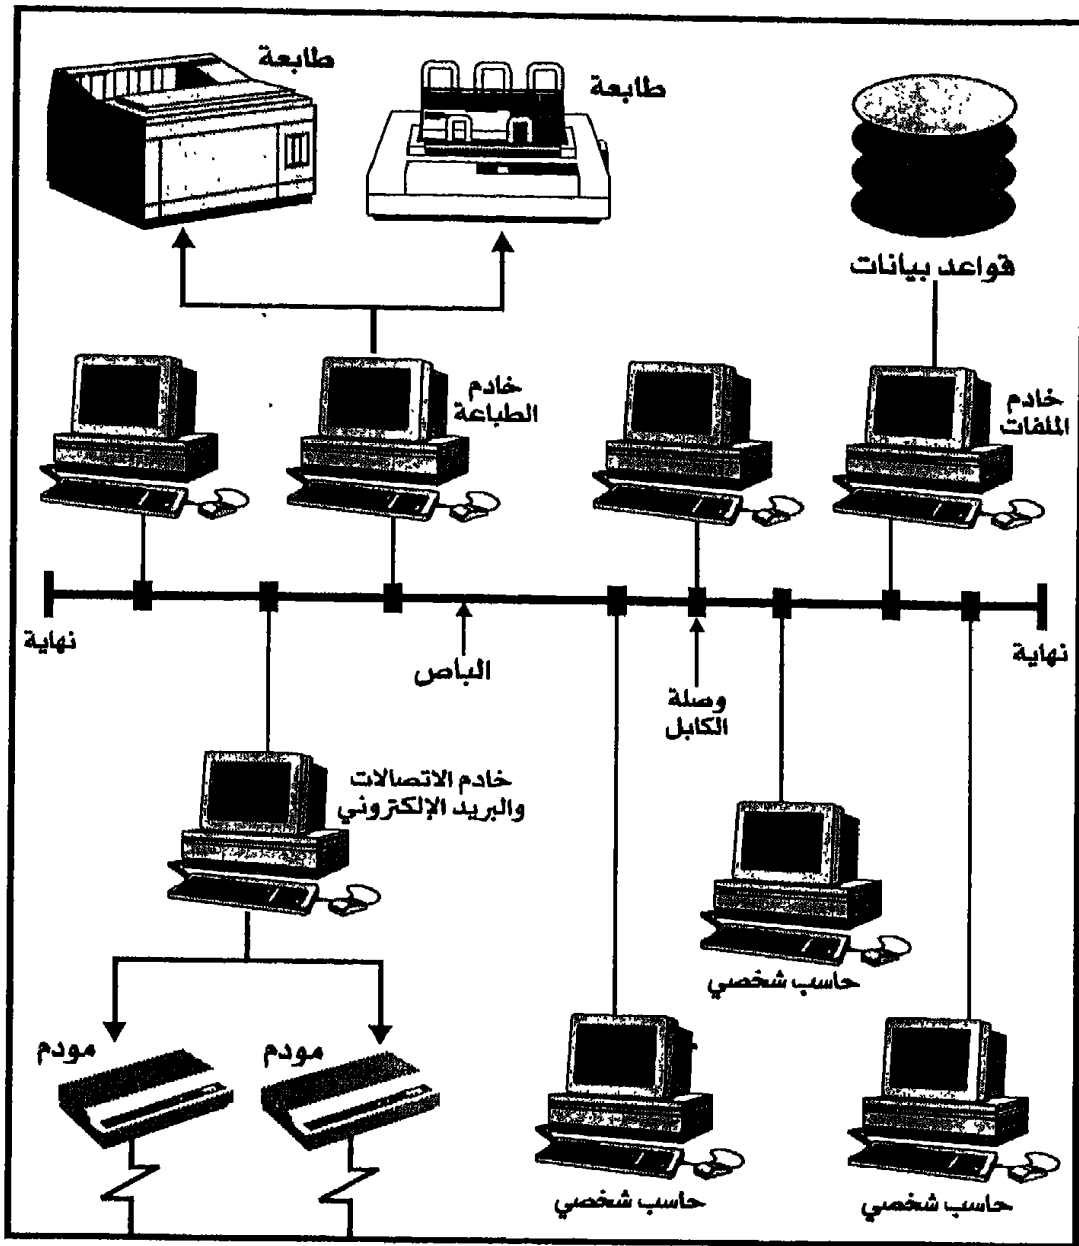 طابعة
طابعة
قواعد بيانات
خادم
الطباعة
خادم
الملفات
نهاية
نهاية
الباص
وصلة
الكابل
خادم الاتصالات
والبريد الإلكتروني
حاسب شخصي
مودم
مودم
حاسب شخصي
حاسب شخصي